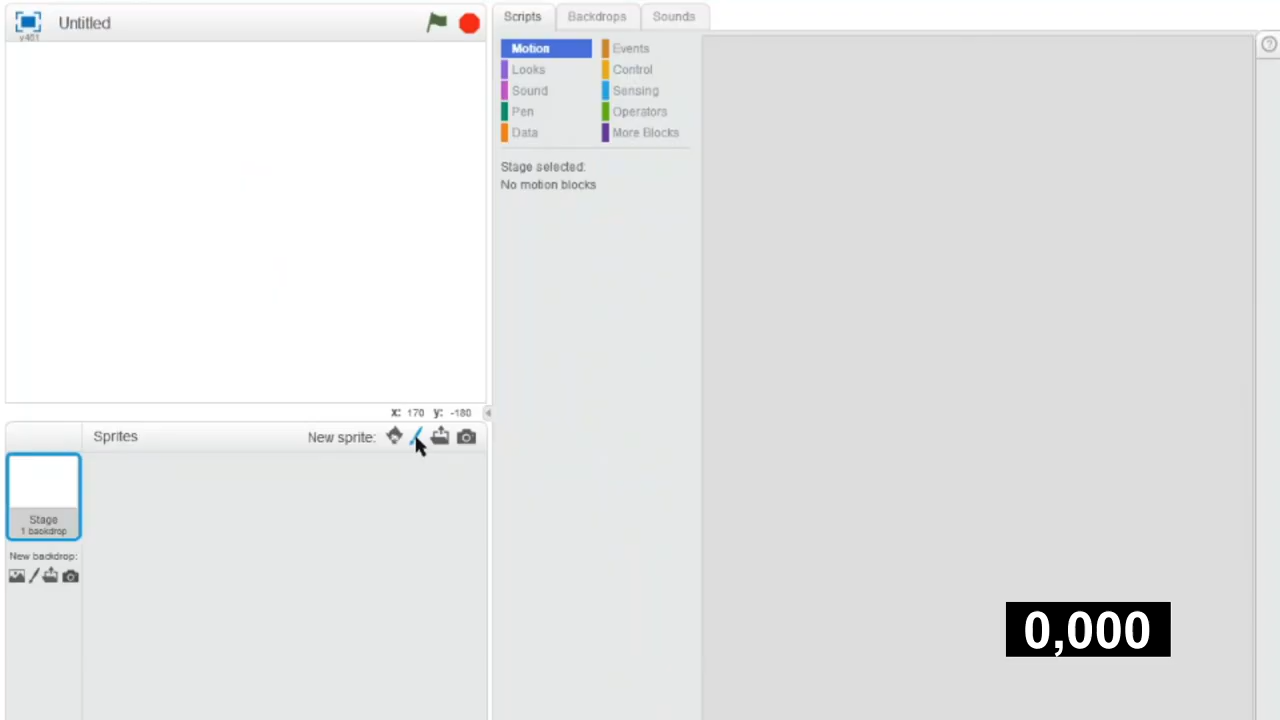 Untitled
v461
Scripts
Backdrops
Sounds
Motion
Events
Looks
Control
Sound
Sensing
Pen
Operators
Data
More Blocks
Stage selected:
No motion blocks
x: 170 y: -180
Sprites
New sprite:
Stage
1 backdrop
New backdrop:
0,000